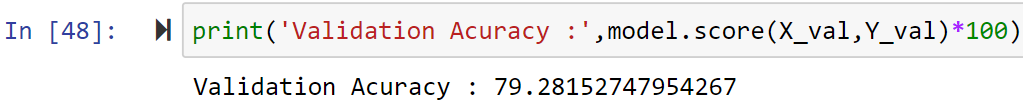 In [48]: print('Validation Acuracy :',model.score(X_val,Y_val)*100)
Validation Acuracy : 79.28152747954267